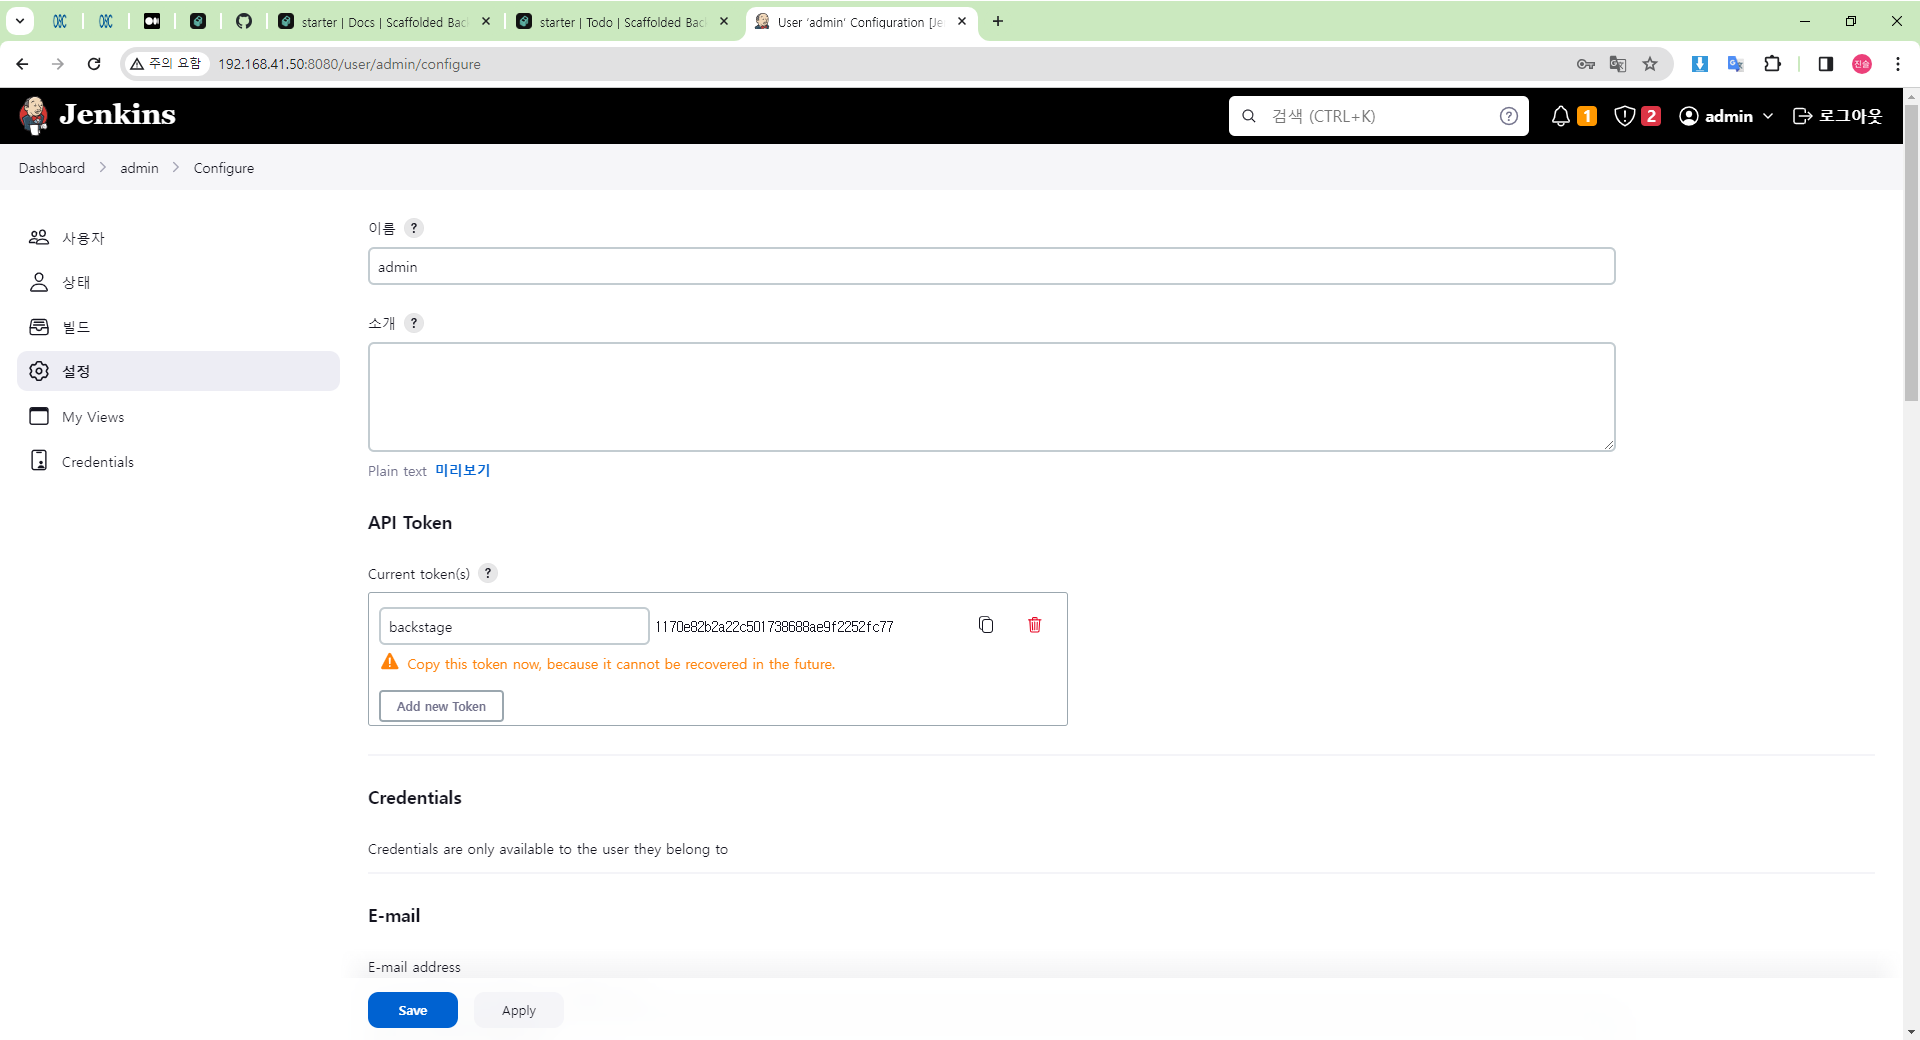 starter | Docs | Scaffolded Bac
starter | Todo | Scaffolded Bac
User 'admin' Configuration [Je
주의 요함
192.168.41.50:8080/user/admin/configure
진솔
Jenkins
검색 (CTRL+K)
?
1
2
admin
로그아웃
Dashboard
admin
Configure
사용자
상태
빌드
설정
My Views
Credentials
이름 ?
admin
소개 ?
Plain text 미리보기
API Token
Current token(s) ?
backstage
1170e82b2a22c501738688ae9f2252fc77
Copy this token now, because it cannot be recovered in the future.
Add new Token
Credentials
Credentials are only available to the user they belong to
E-mail
E-mail address
Save
Apply